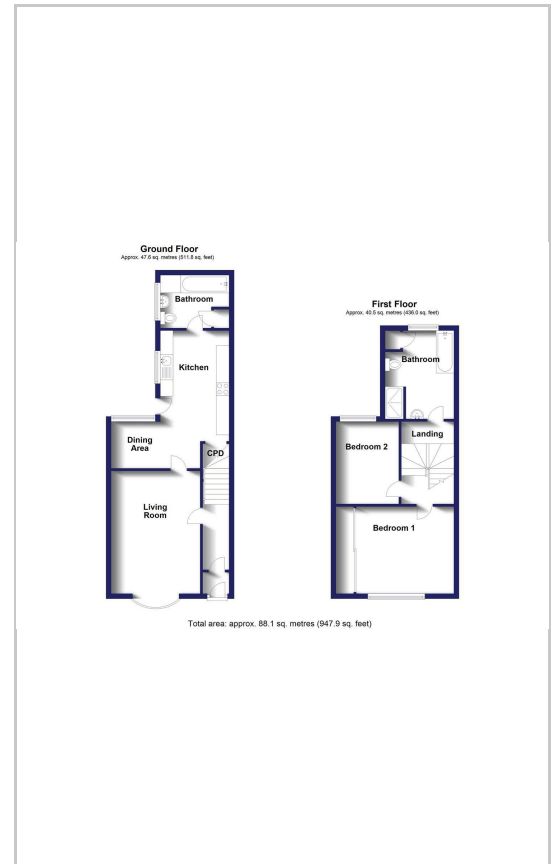 Ground Floor
Approx. 47.6 sq. metres (511.8 sq. feet)
Bathroom
Kitchen
Dining
Area
CPD
Living
Room
First Floor
Approx. 40.5 sq. metres (436.0 sq. feet)
Bathroom
Landing
Bedroom 2
Bedroom 1
Total area: approx. 88.1 sq. metres (947.9 sq. feet)